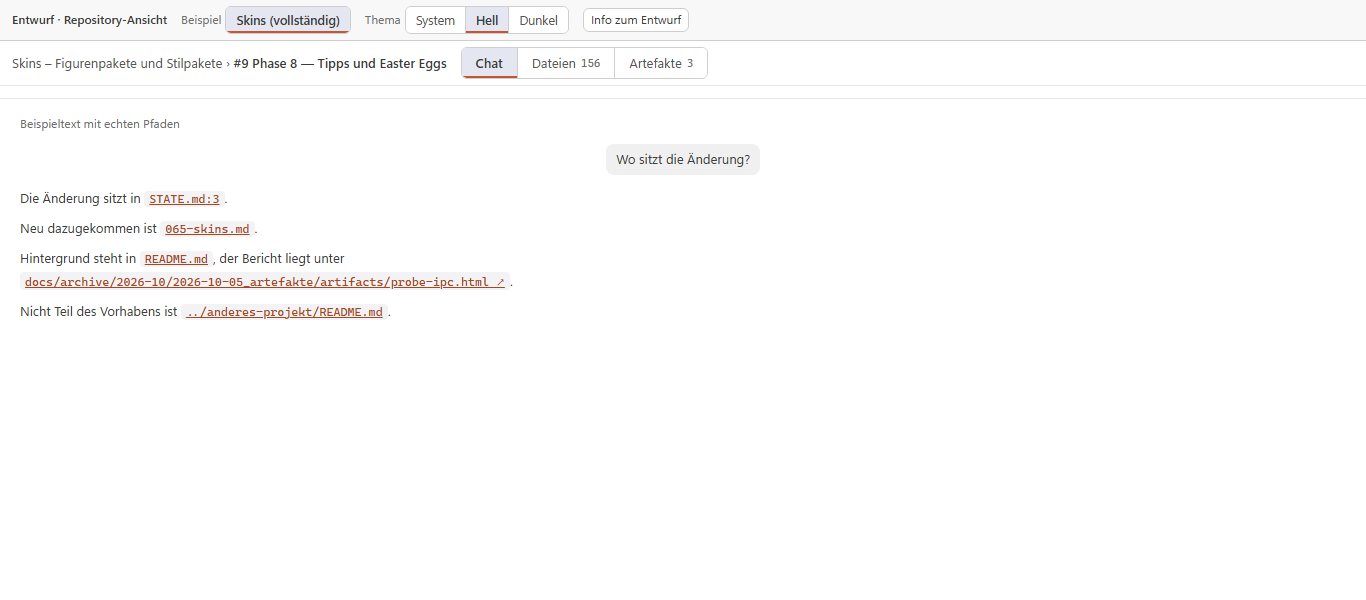 Entwurf · Repository-Ansicht Beispiel Skins (vollständig) Thema System Hell Dunkel Info zum Entwurf
Skins – Figurenpakete und Stilpakete › #9 Phase 8 — Tipps und Easter Eggs Chat Dateien 156 Artefakte 3
Beispieltext mit echten Pfaden
Wo sitzt die Änderung?
Die Änderung sitzt in STATE.md:3 .
Neu dazugekommen ist 065-skins.md .
Hintergrund steht in README.md , der Bericht liegt unter
docs/archive/2026-10/2026-10-05_artefakte/artifacts/probe-ipc.html ↗ .
Nicht Teil des Vorhabens ist ../anderes-projekt/README.md .